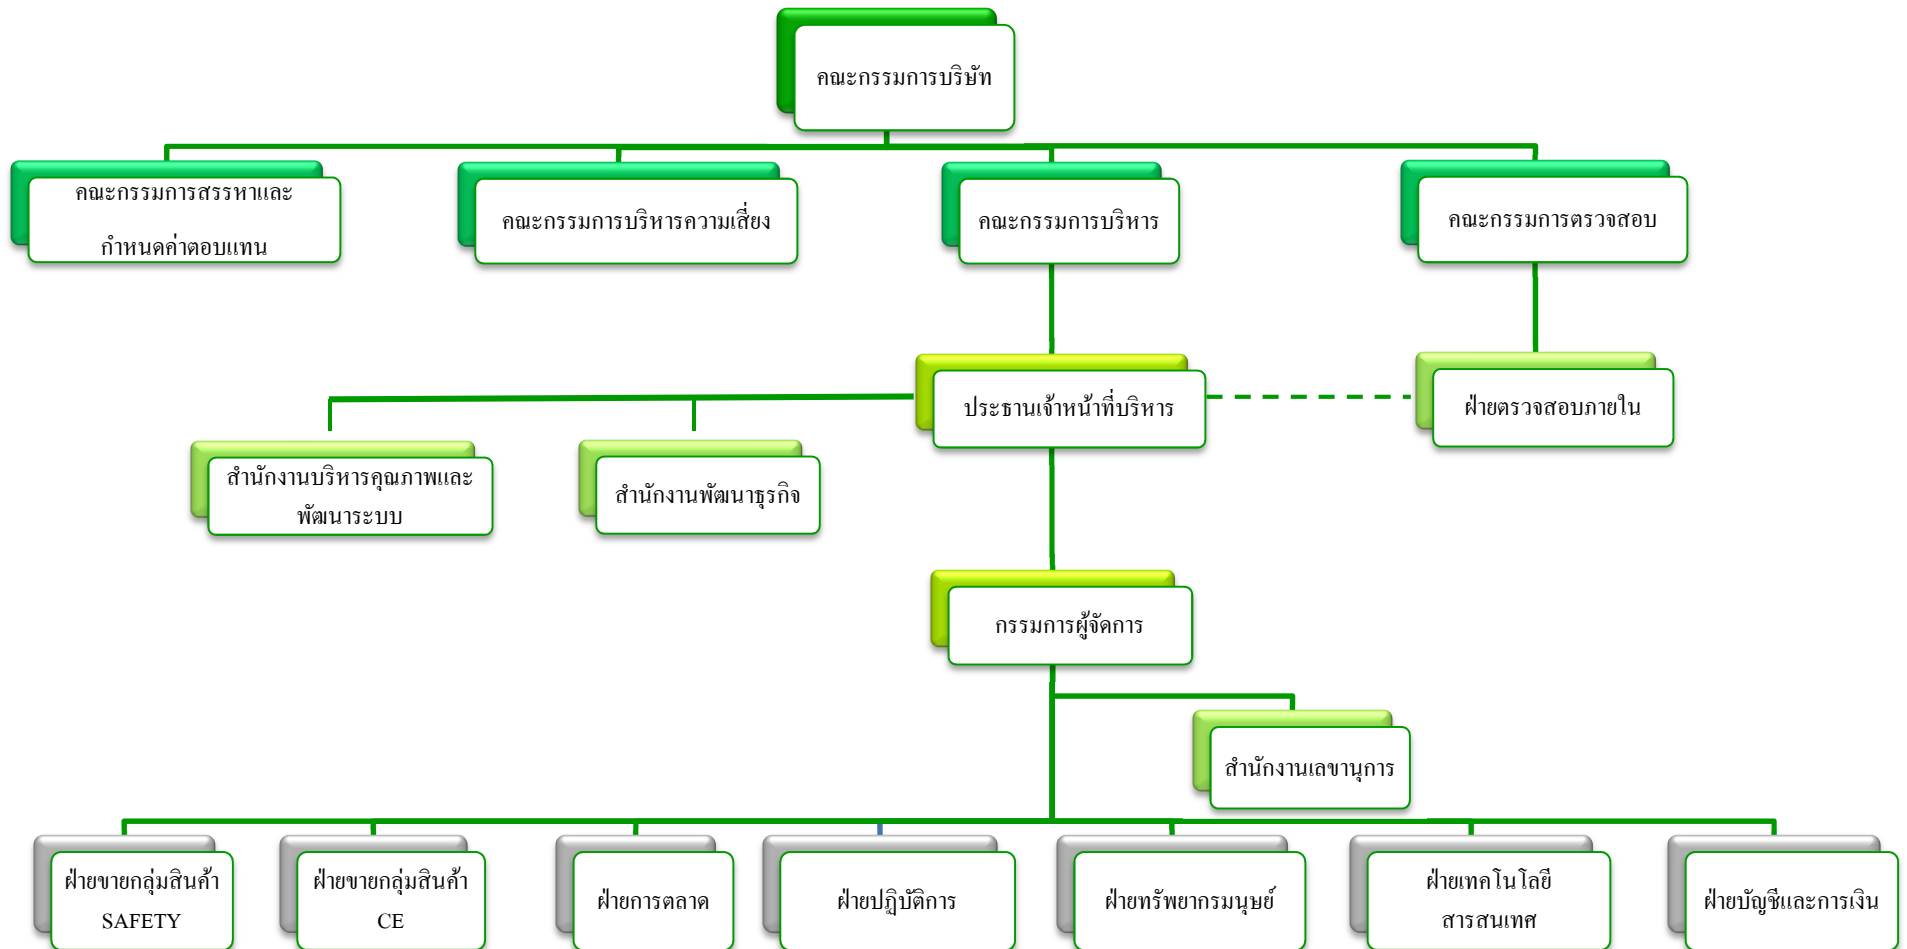 คณะกรรมการบริษัท
คณะกรรมการสรรหาและ
กำหนดค่าตอบแทน
คณะกรรมการบริหารความเสี่ยง
คณะกรรมการบริหาร
คณะกรรมการตรวจสอบ
ประธานเจ้าหน้าที่บริหาร
ฝ่ายตรวจสอบภายใน
สำนักงานบริหารคุณภาพและ
พัฒนาระบบ
สำนักงานพัฒนาธุรกิจ
กรรมการผู้จัดการ
สำนักงานเลขานุการ
ฝ่ายขายกลุ่มสินค้า
SAFETY
ฝ่ายขายกลุ่มสินค้า
CE
ฝ่ายการตลาด
ฝ่ายปฏิบัติการ
ฝ่ายทรัพยากรมนุษย์
ฝ่ายเทคโนโลยี
สารสนเทศ
ฝ่ายบัญชีและการเงิน